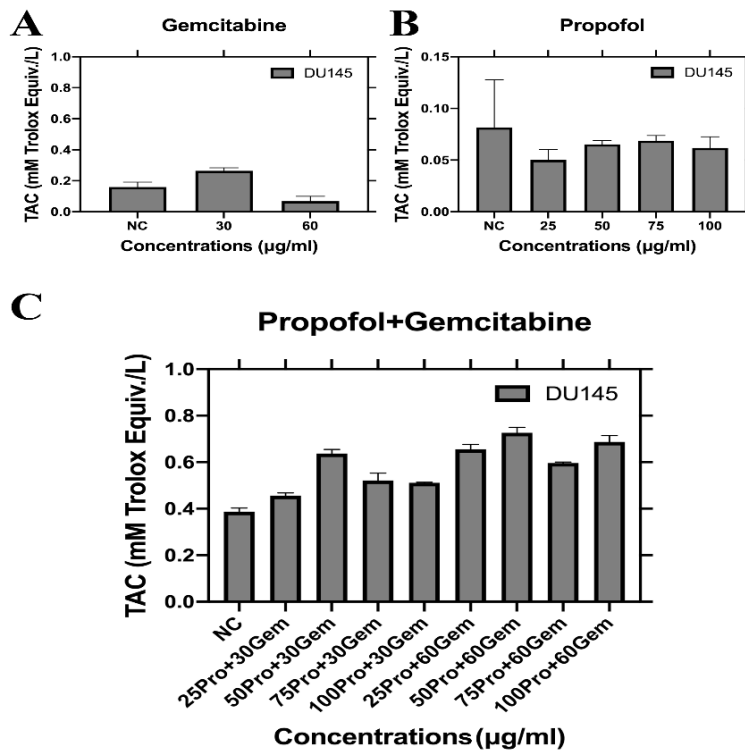 A
Gemcitabine
TAC (mM Trolox Equiv./L)
1.0
0.8
0.6
0.4
0.2
0.0
DU145
NC 30 60
Concentrations (μg/ml)
B
Propofol
TAC (mM Trolox Equiv./L)
0.15
0.10
0.05
0.00
DU145
NC 25 50 75 100
Concentrations (μg/ml)
C
Propofol+Gemcitabine
TAC (mM Trolox Equiv./L)
1.0
0.8
0.6
0.4
0.2
0.0
DU145
NC
25Pro+30Gem
50Pro+30Gem
75Pro+30Gem
100Pro+30Gem
25Pro+60Gem
50Pro+60Gem
75Pro+60Gem
100Pro+60Gem
Concentrations (μg/ml)